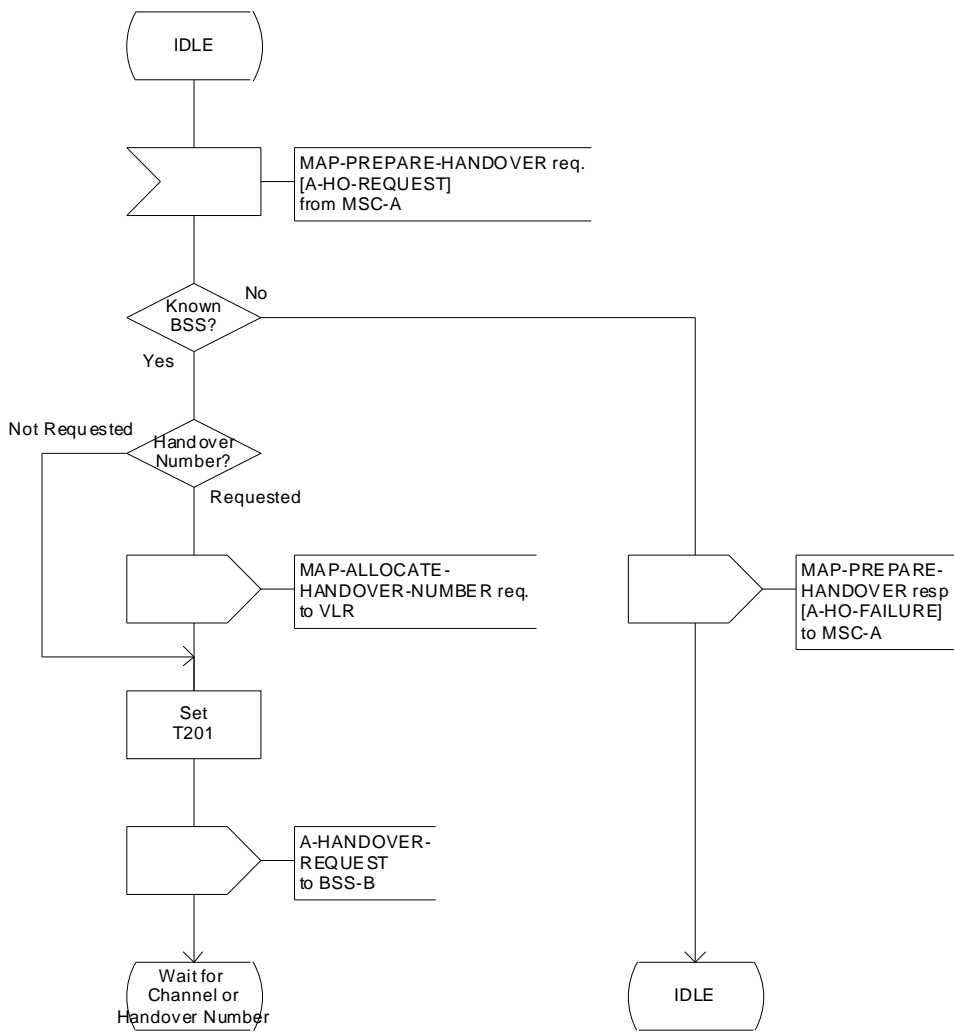 IDLE
MAP-PREPARE-HANDOVER req.
[A-HO-REQUEST]
from MSC-A
No
Known
BSS?
Yes
Not Requested
Handover
Number?
Requested
MAP-ALLOCATE-
HANDOVER-NUMBER req.
to VLR
MAP-PREPARE-
HANDOVER resp
[A-HO-FAILURE]
to MSC-A
Set
T201
A-HANDOVER-
REQUEST
to BSS-B
Wait for
Channel or
Handover Number
IDLE